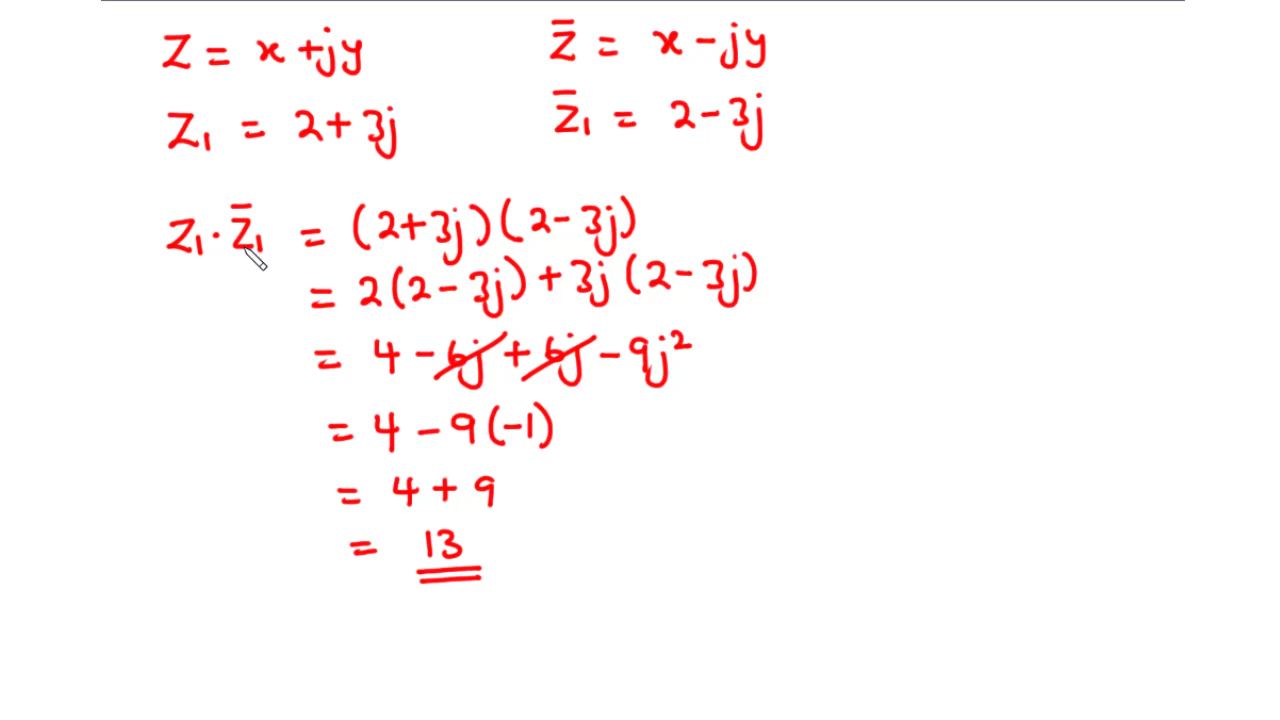 z = x + jy z̄ = x - jy
z₁ = 2 + 3j z̄₁ = 2 - 3j
z₁ · z̄₁ = (2 + 3j)(2 - 3j)
= 2(2 - 3j) + 3j(2 - 3j)
= 4 - 6j + 6j - 9j²
= 4 - 9(-1)
= 4 + 9
= 13